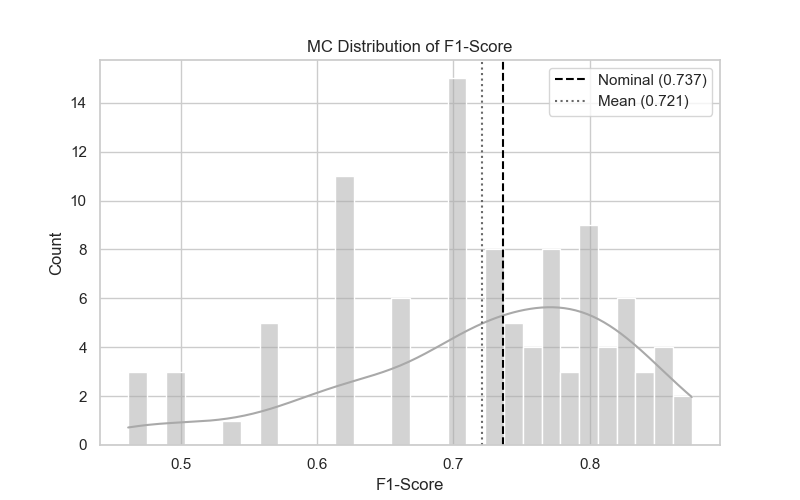 MC Distribution of F1-Score
Nominal (0.737)
Mean (0.721)
Count
14
12
10
8
6
4
2
0
0.5 0.6 0.7 0.8
F1-Score